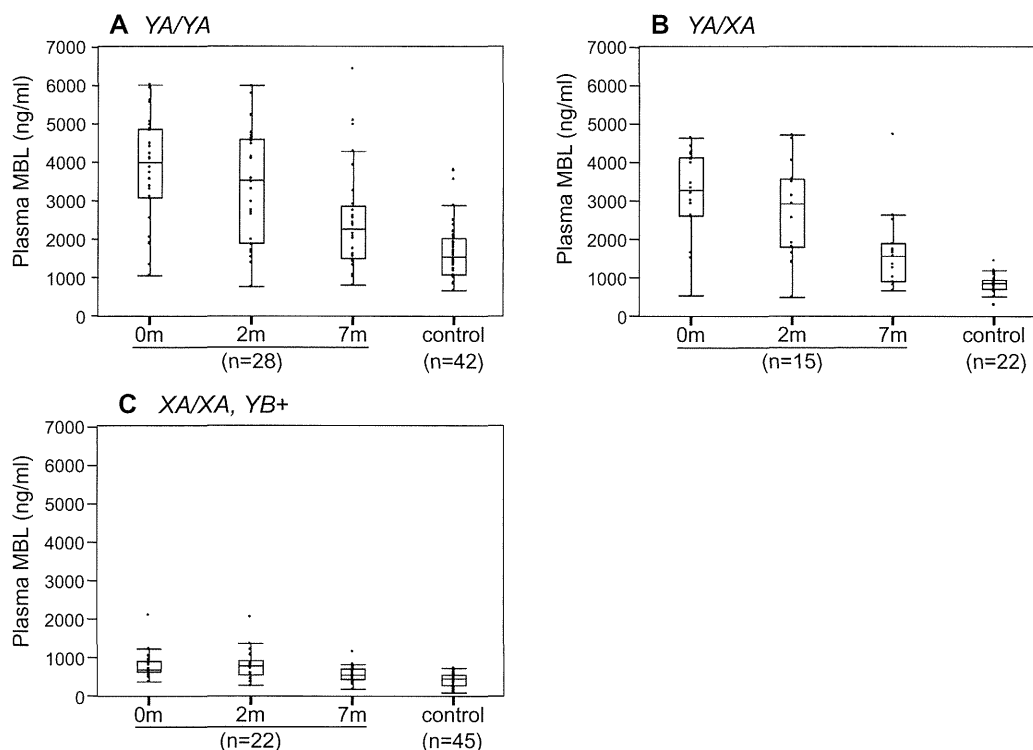 A YA/YA
7000
6000
5000
4000
3000
2000
1000
0
Plasma MBL (ng/ml)
0m 2m 7m control
(n=28) (n=42)
B YA/XA
7000
6000
5000
4000
3000
2000
1000
0
Plasma MBL (ng/ml)
0m 2m 7m control
(n=15) (n=22)
C XA/XA, YB+
7000
6000
5000
4000
3000
2000
1000
0
Plasma MBL (ng/ml)
0m 2m 7m control
(n=22) (n=45)